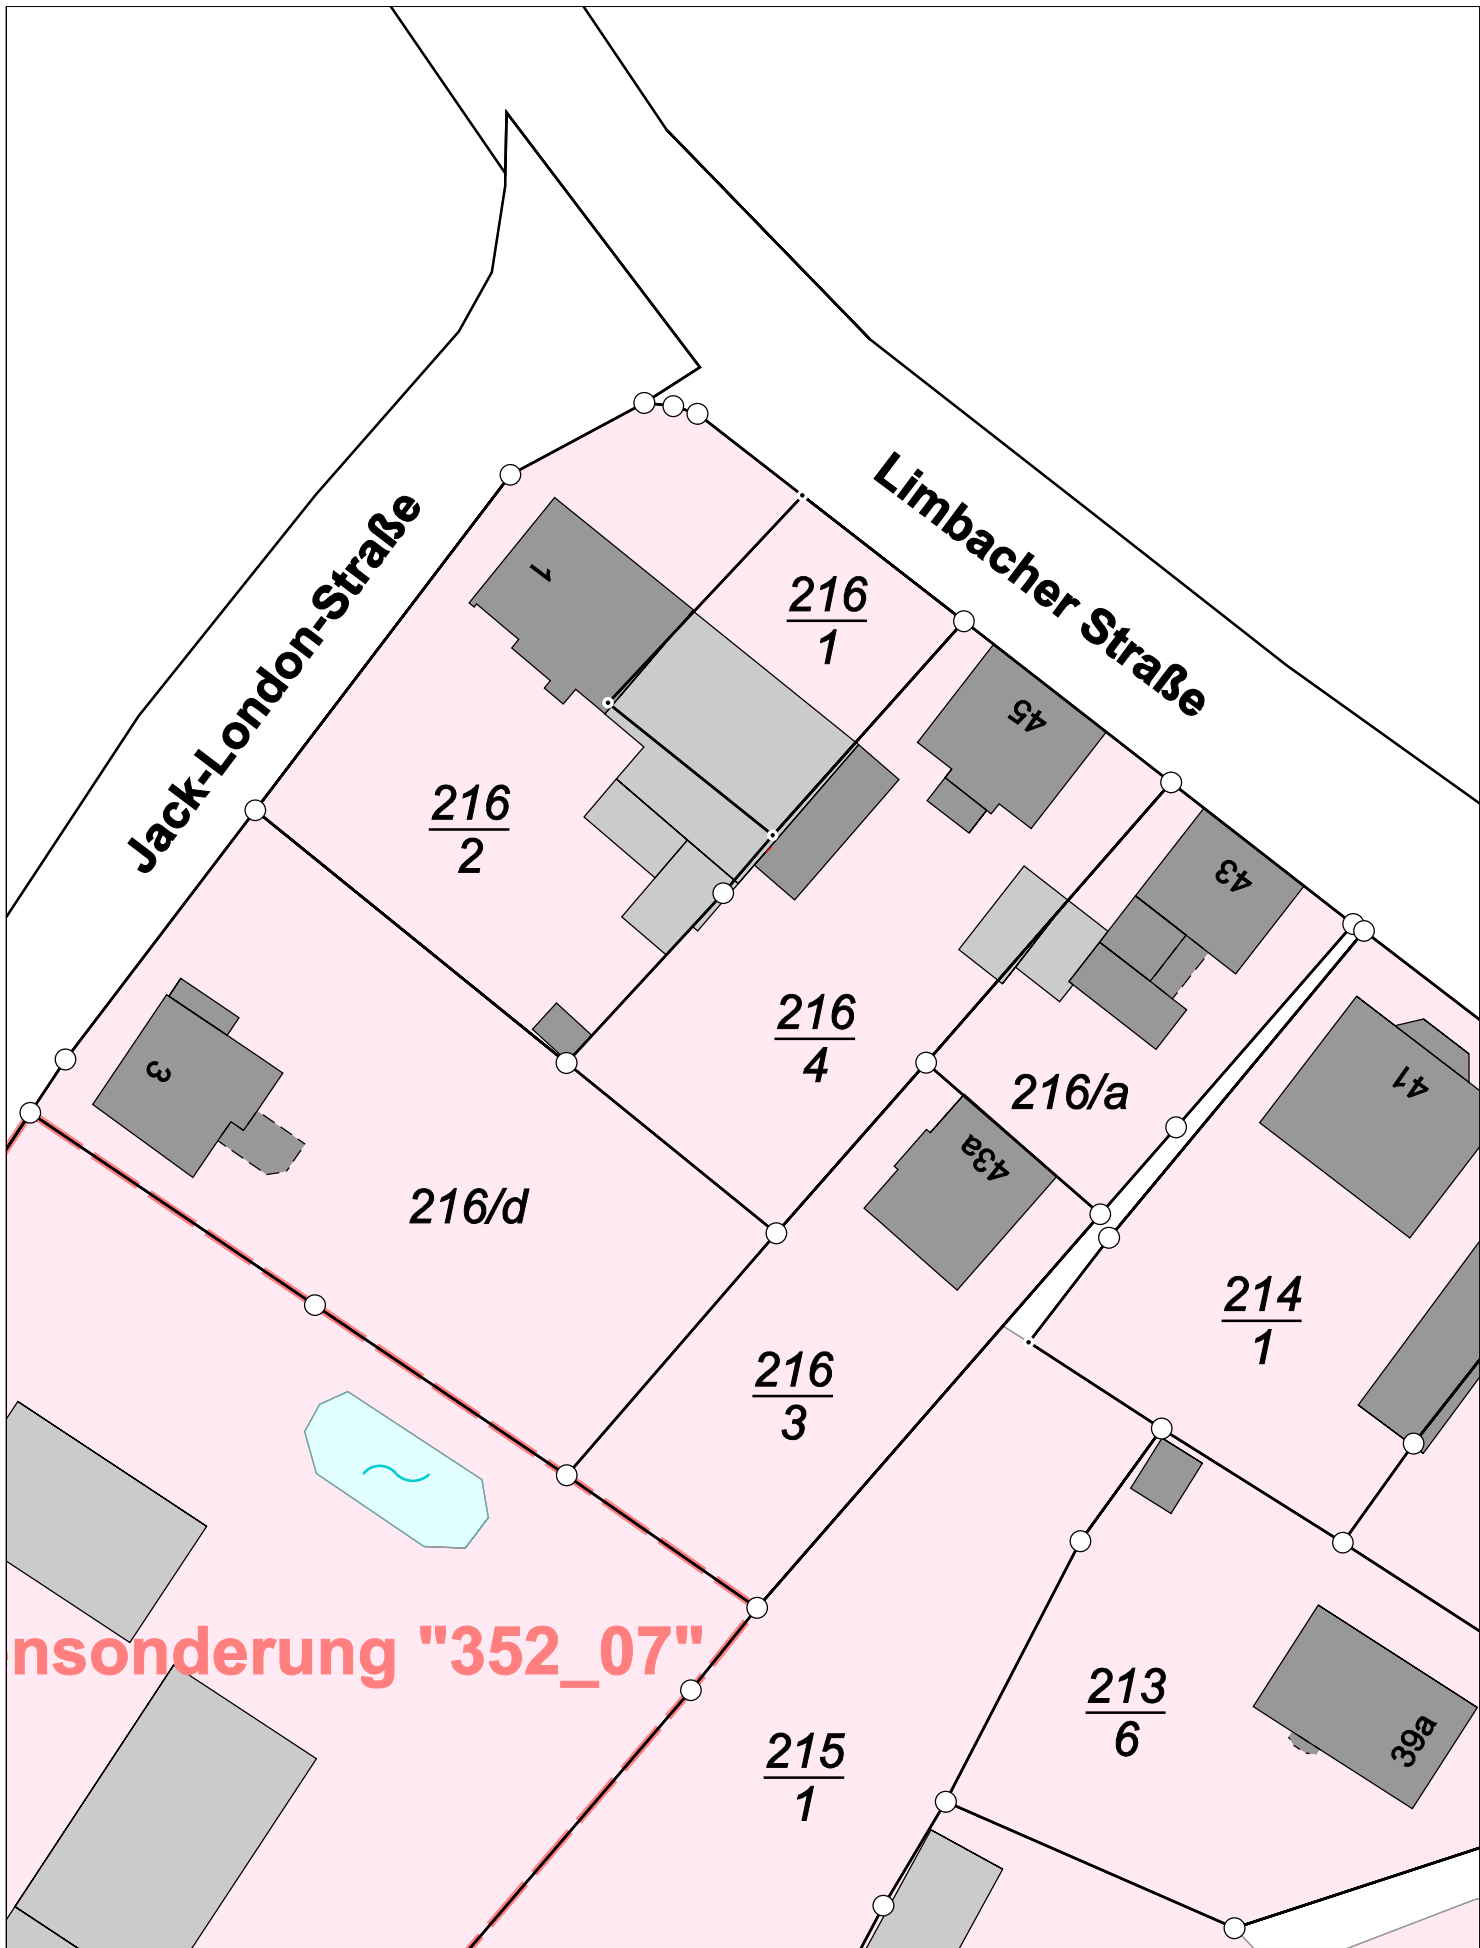 Limbacher Straße
Jack-London-Straße
1
216
1
45
216
2
43
216
4
3
216/a
41
43a
216/d
214
1
216
3
nsonderung "352_07"
213
6
39a
215
1